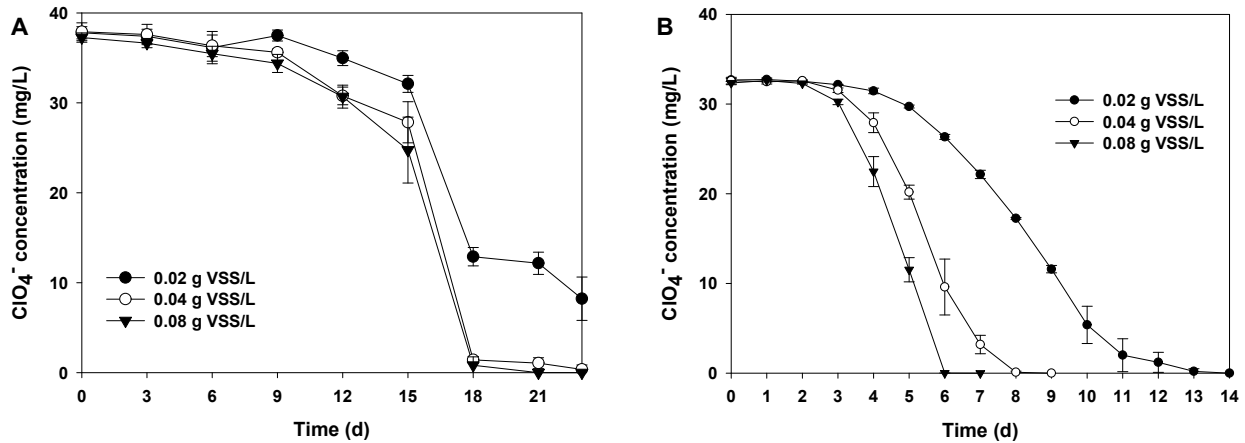 A
ClO4- concentration (mg/L)
40
30
20
10
0
0.02 g VSS/L
0.04 g VSS/L
0.08 g VSS/L
0 3 6 9 12 15 18 21
Time (d)
B
ClO4- concentration (mg/L)
40
30
20
10
0
0.02 g VSS/L
0.04 g VSS/L
0.08 g VSS/L
0 1 2 3 4 5 6 7 8 9 10 11 12 13 14
Time (d)